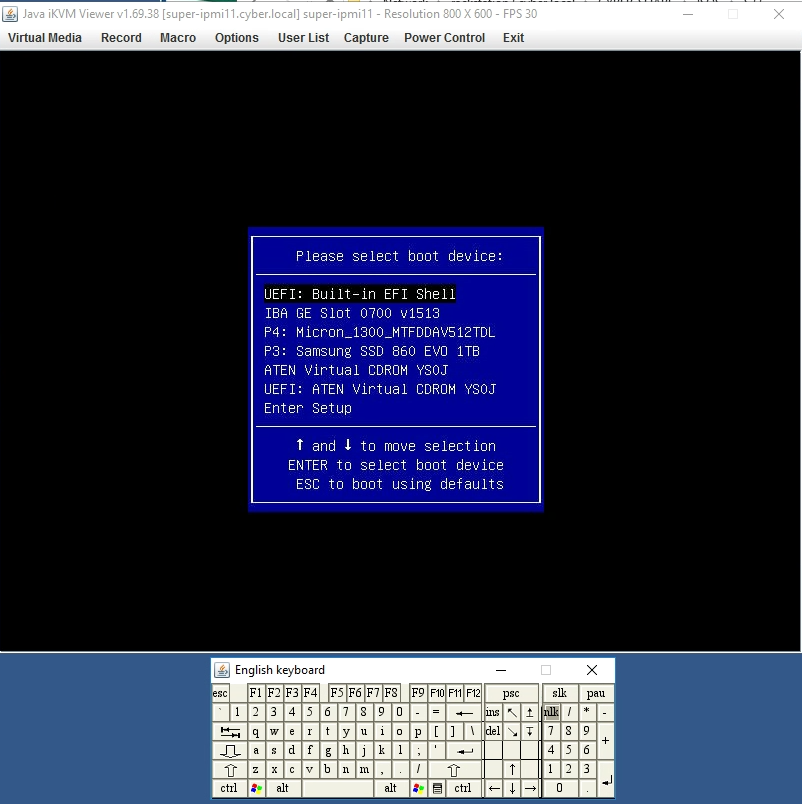 Java iKVM Viewer v1.69.38 [super-ipmi11.cyber.local] super-ipmi11 - Resolution 800 X 600 - FPS 30
Virtual Media Record Macro Options User List Capture Power Control Exit
Please select boot device:
UEFI: Built-in EFI Shell
IBA GE Slot 0700 v1513
P4: Micron_1300_MTFDDAV512TDL
P3: Samsung SSD 860 EVO 1TB
ATEN Virtual CDROM YS0J
UEFI: ATEN Virtual CDROM YS0J
Enter Setup
↑ and ↓ to move selection
ENTER to select boot device
ESC to boot using defaults
English keyboard
esc F1 F2 F3 F4 F5 F6 F7 F8 F9 F10 F11 F12 psc slk pau
` 1 2 3 4 5 6 7 8 9 0 - = ← ins ↖ ↥ nlk / * -
q w e r t y u i o p [ ] \ del ↘ ↧ 7 8 9 +
a s d f g h j k l ; ' 4 5 6
z x c v b n m , . / ↑ 1 2 3
ctrl alt alt ctrl ← ↓ → 0 .